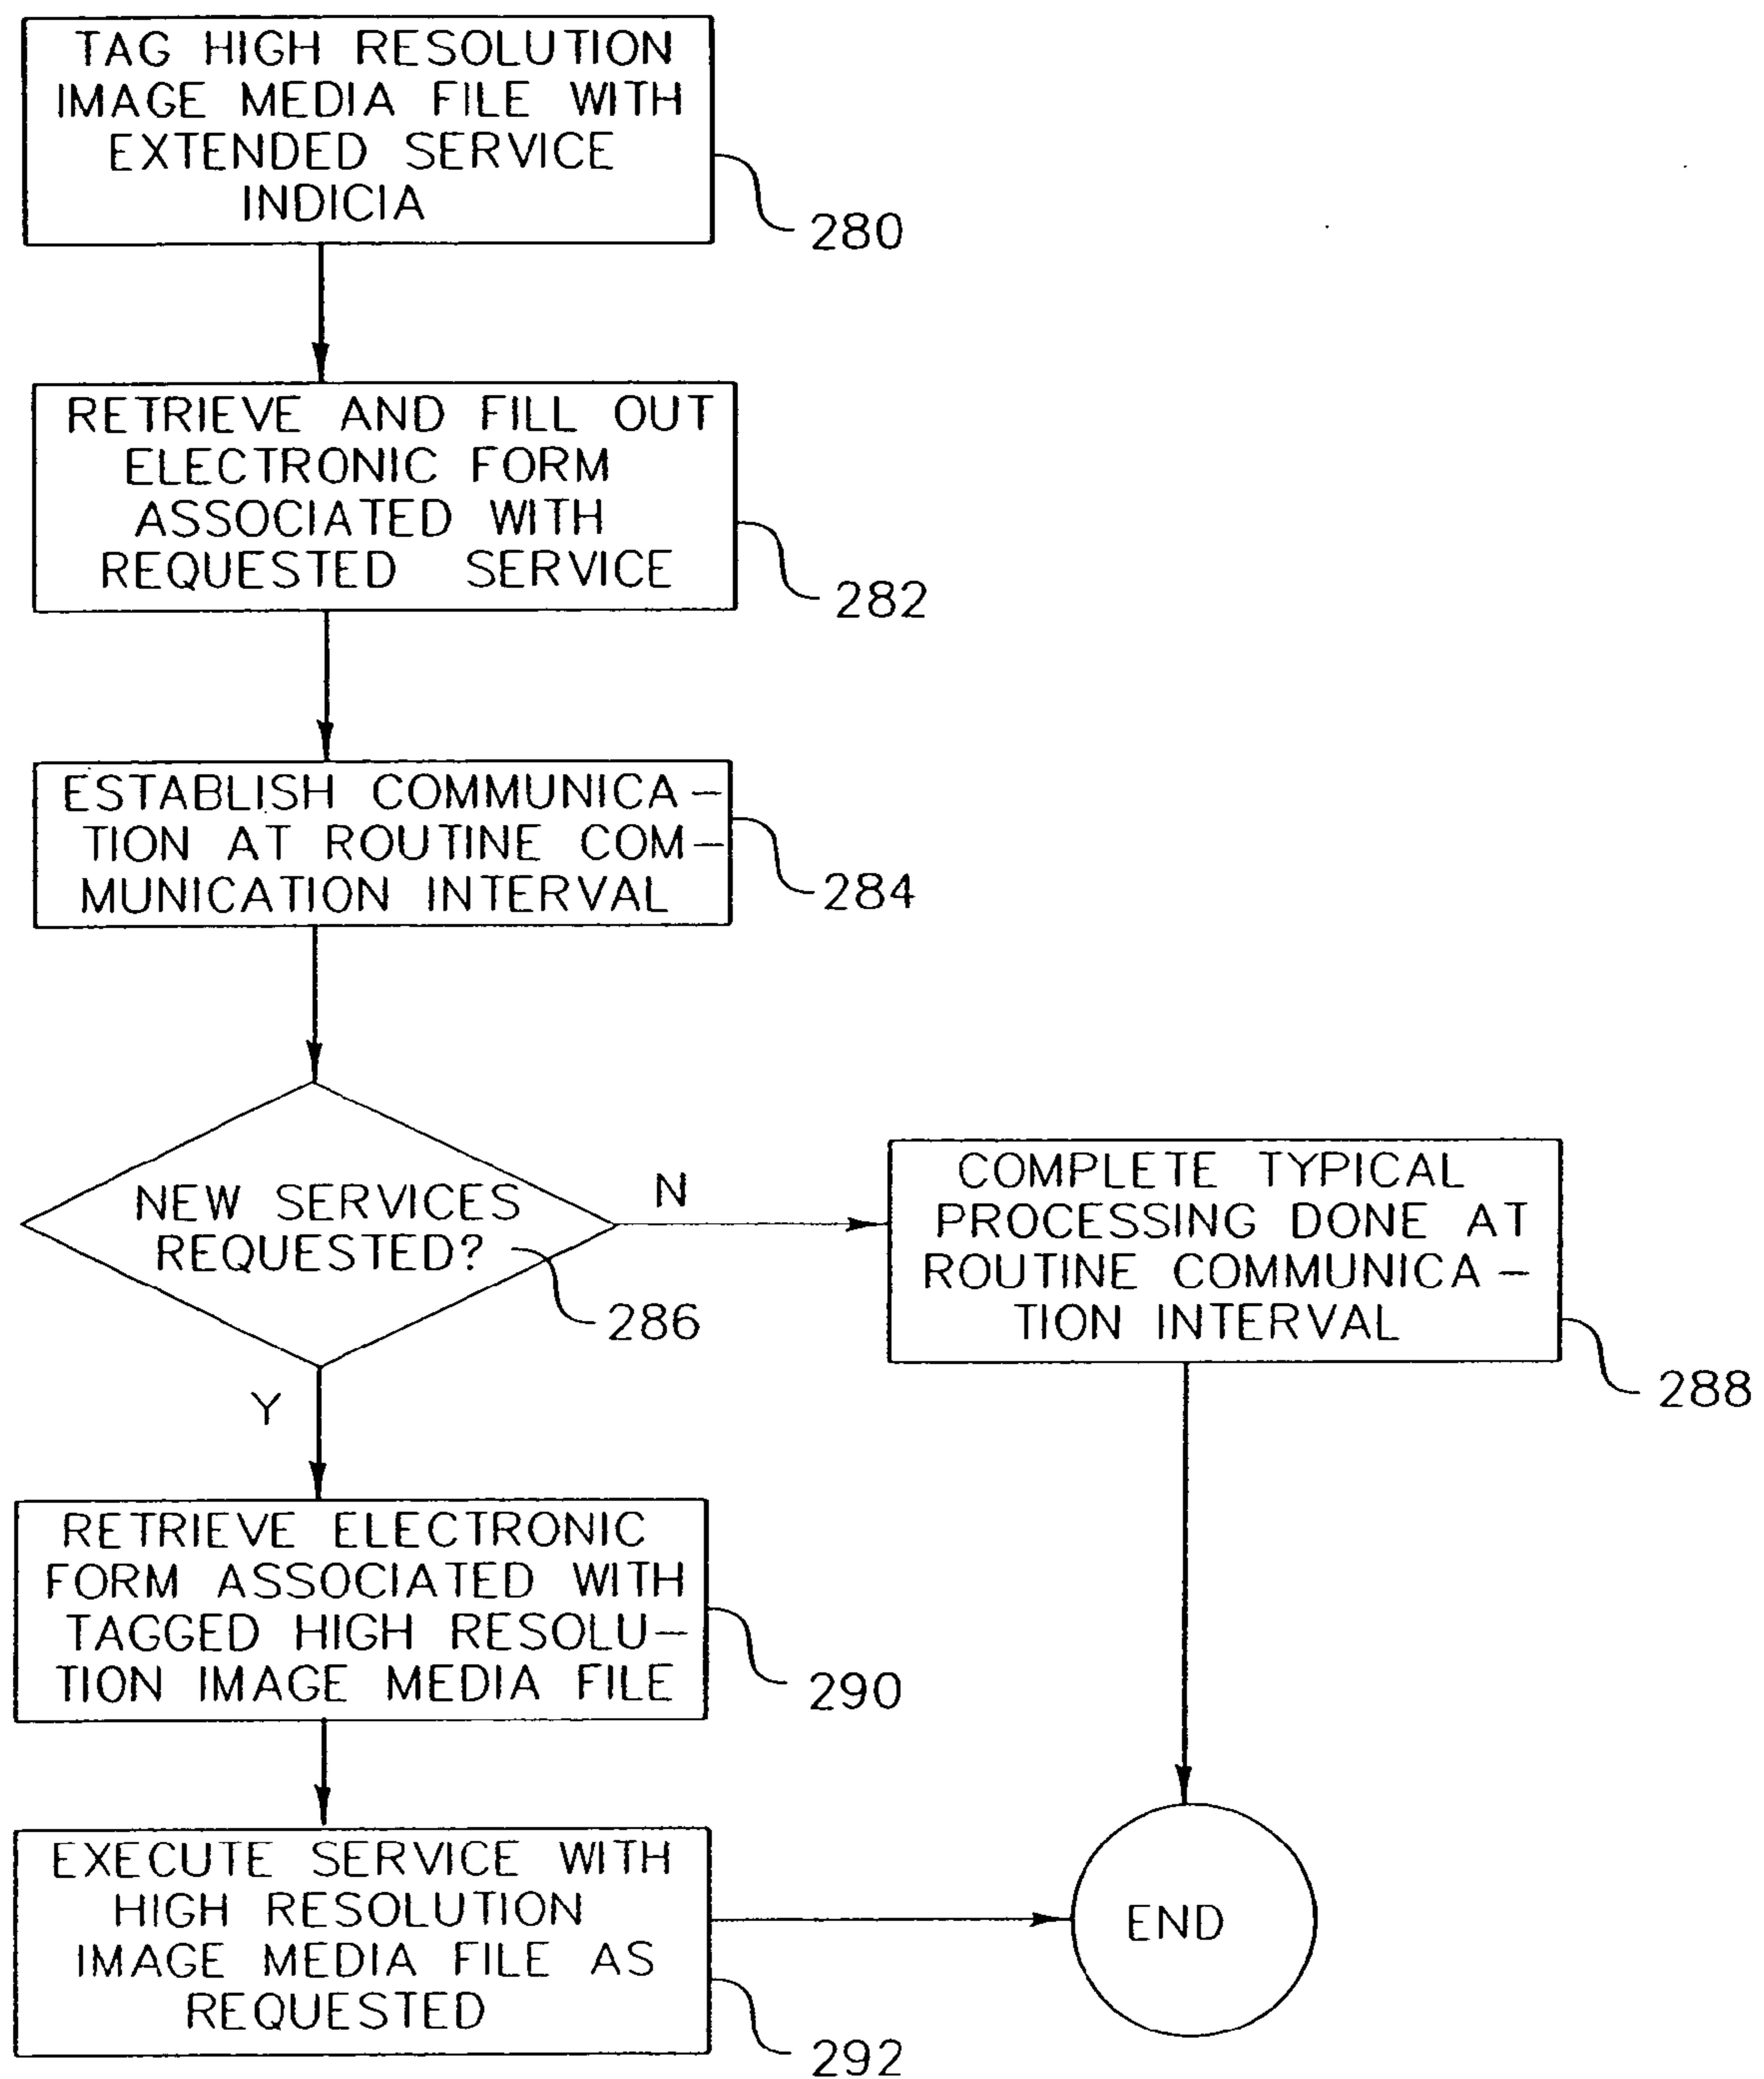 TAG HIGH RESOLUTION
IMAGE MEDIA FILE WITH
EXTENDED SERVICE
INDICIA
280
RETRIEVE AND FILL OUT
ELECTRONIC FORM
ASSOCIATED WITH
REQUESTED SERVICE
282
ESTABLISH COMMUNICA-
TION AT ROUTINE COM-
MUNICATION INTERVAL
284
NEW SERVICES
REQUESTED?
286
N
Y
COMPLETE TYPICAL
PROCESSING DONE AT
ROUTINE COMMUNICA-
TION INTERVAL
288
RETRIEVE ELECTRONIC
FORM ASSOCIATED WITH
TAGGED HIGH RESOLU-
TION IMAGE MEDIA FILE
290
EXECUTE SERVICE WITH
HIGH RESOLUTION
IMAGE MEDIA FILE AS
REQUESTED
292
END